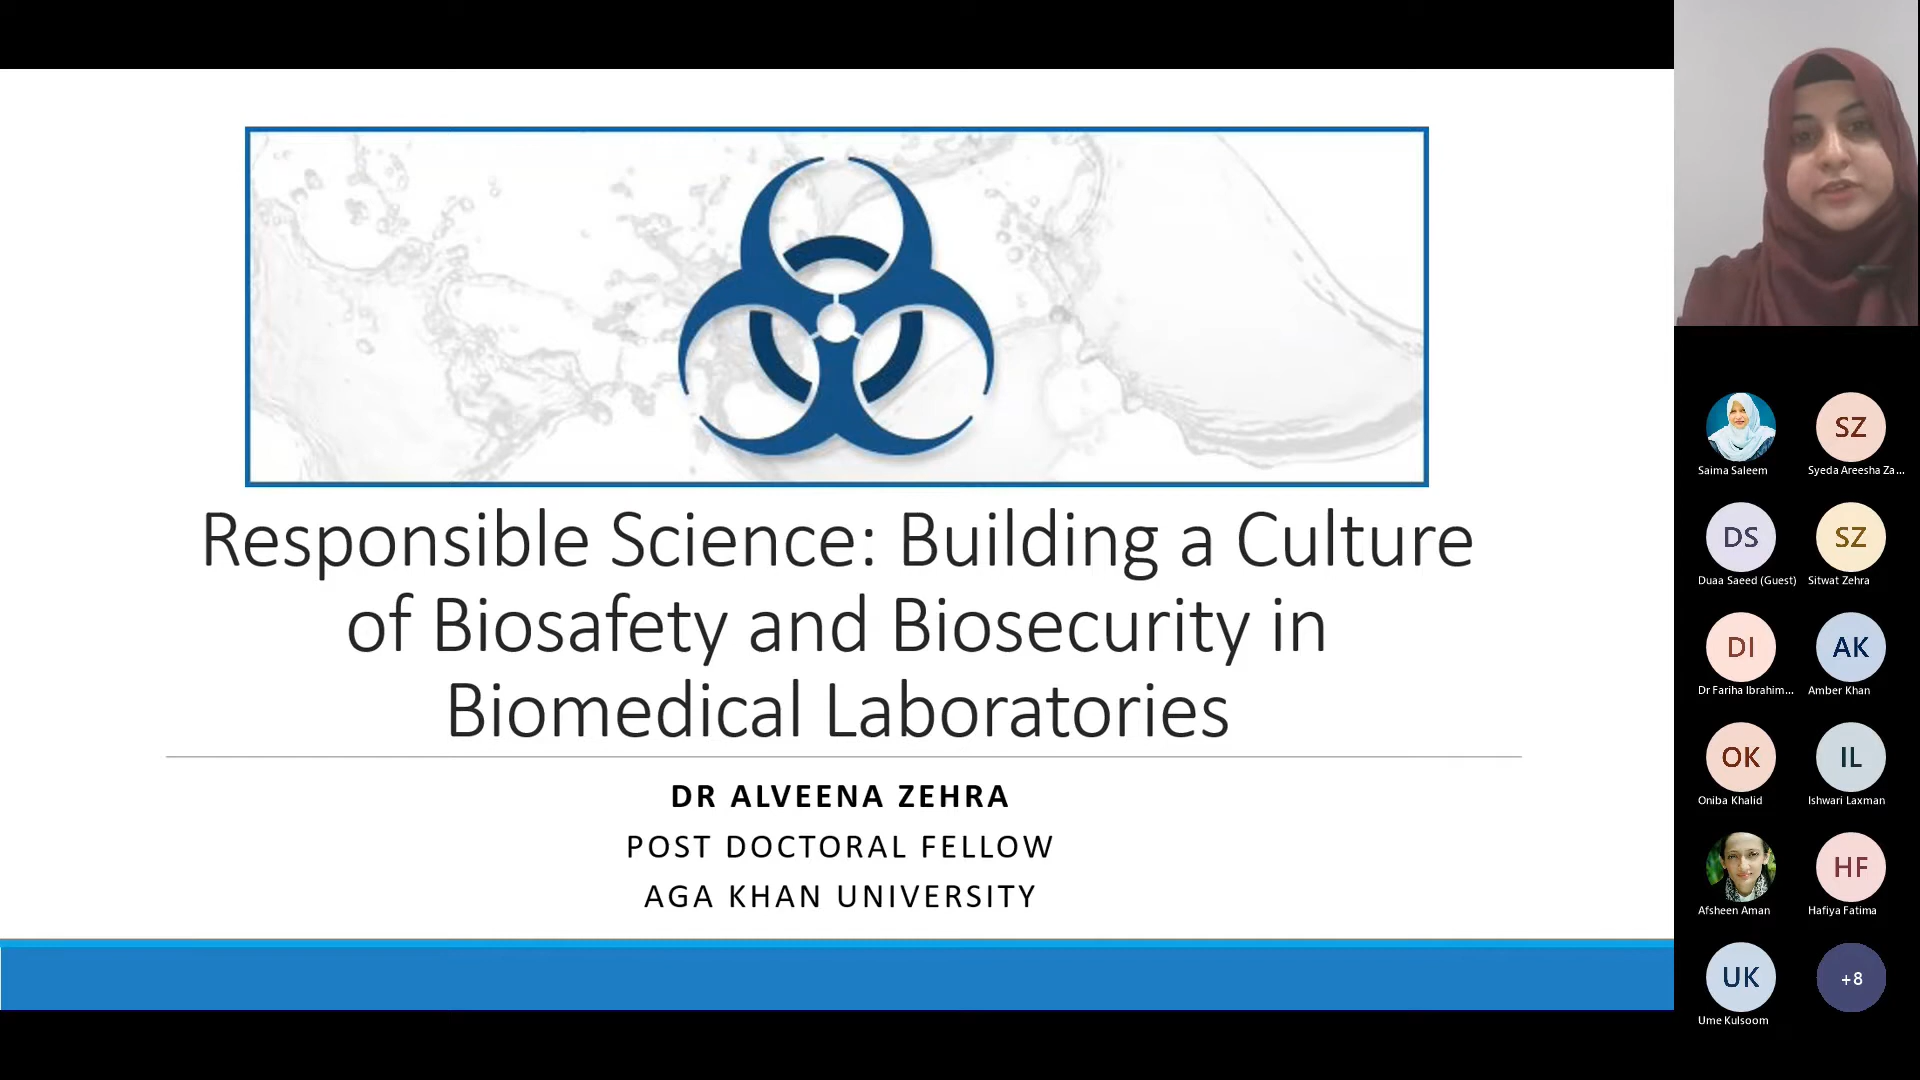 Responsible Science: Building a Culture
of Biosafety and Biosecurity in
Biomedical Laboratories
DR ALVEENA ZEHRA
POST DOCTORAL FELLOW
AGA KHAN UNIVERSITY
Saima Saleem
SZ
Syeda Areesha Za...
DS
Duaa Saeed (Guest)
SZ
Sitwat Zehra
DI
Dr Fariha Ibrahim...
AK
Amber Khan
OK
Oniba Khalid
IL
Ishwari Laxman
Afsheen Aman
HF
Hafiya Fatima
UK
Ume Kulsoom
+8